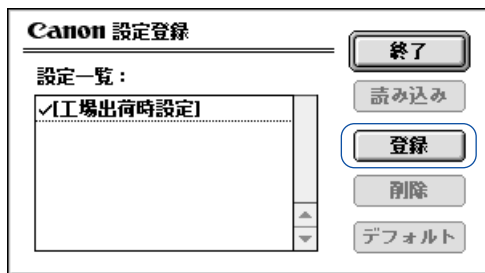 Canon 設定登録
設定一覧：
✓[工場出荷時設定]
終了
読み込み
登録
削除
デフォルト